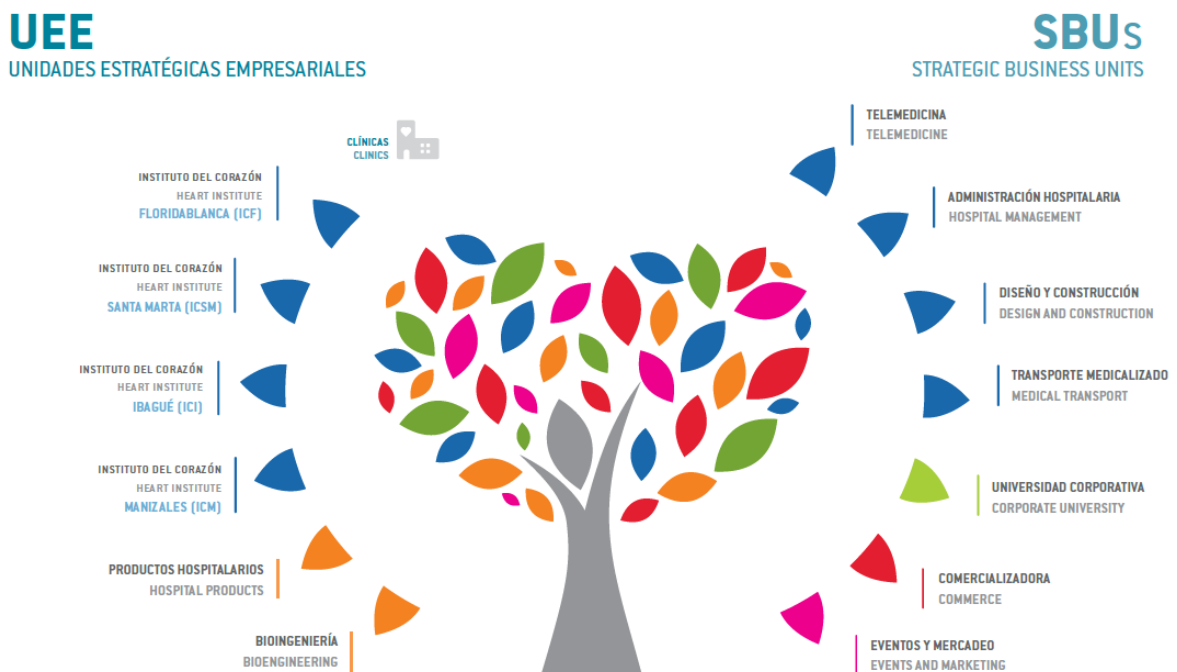 UEE
UNIDADES ESTRATÉGICAS EMPRESARIALES
SBUs
STRATEGIC BUSINESS UNITS
CLÍNICAS
CLINICS
INSTITUTO DEL CORAZÓN
HEART INSTITUTE
FLORIDABLANCA (ICF)
INSTITUTO DEL CORAZÓN
HEART INSTITUTE
SANTA MARTA (ICSM)
INSTITUTO DEL CORAZÓN
HEART INSTITUTE
IBAGUÉ (ICI)
INSTITUTO DEL CORAZÓN
HEART INSTITUTE
MANIZALES (ICM)
PRODUCTOS HOSPITALARIOS
HOSPITAL PRODUCTS
BIOINGENIERÍA
BIOENGINEERING
TELEMEDICINA
TELEMEDICINE
ADMINISTRACIÓN HOSPITALARIA
HOSPITAL MANAGEMENT
DISEÑO Y CONSTRUCCIÓN
DESIGN AND CONSTRUCTION
TRANSPORTE MEDICALIZADO
MEDICAL TRANSPORT
UNIVERSIDAD CORPORATIVA
CORPORATE UNIVERSITY
COMERCIALIZADORA
COMMERCE
EVENTOS Y MERCADEO
EVENTS AND MARKETING